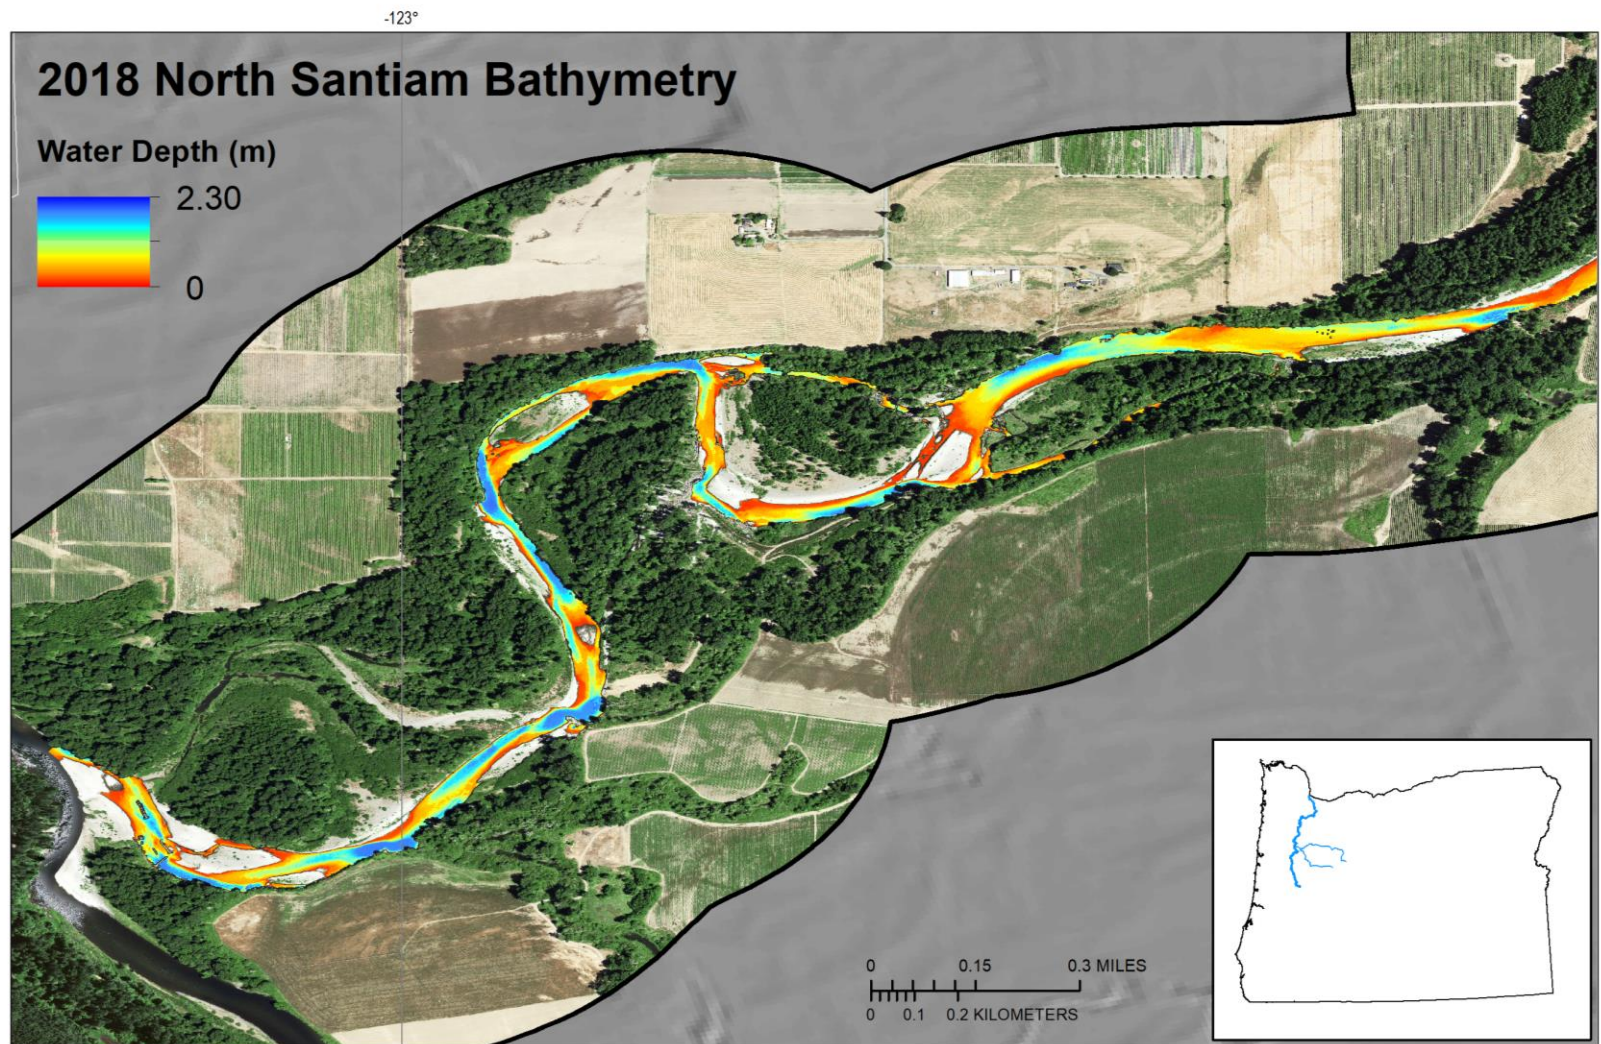 -123°
2018 North Santiam Bathymetry
Water Depth (m)
2.30
0
0 0.15 0.3 MILES
0 0.1 0.2 KILOMETERS